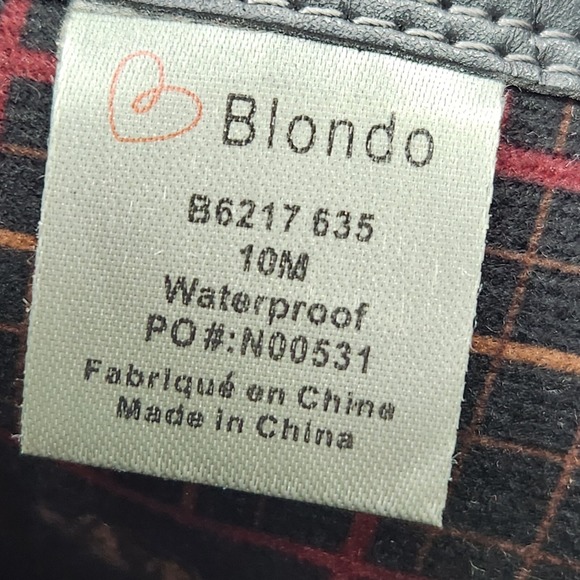 Blondo
B6217 635
10M
Waterproof
PO#:N00531
Fabriqué en Chine
Made in China